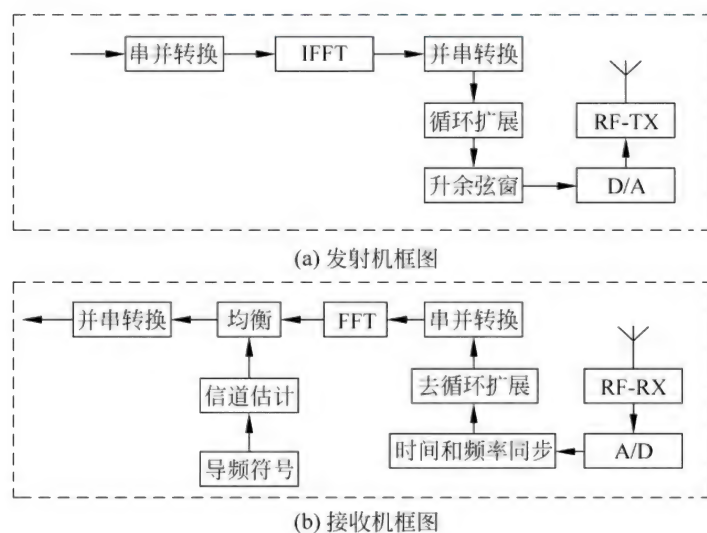 串并转换
IFFT
并串转换
循环扩展
RF-TX
升余弦窗
D/A
(a) 发射机框图
并串转换
均衡
FFT
串并转换
信道估计
去循环扩展
RF-RX
导频符号
时间和频率同步
A/D
(b) 接收机框图